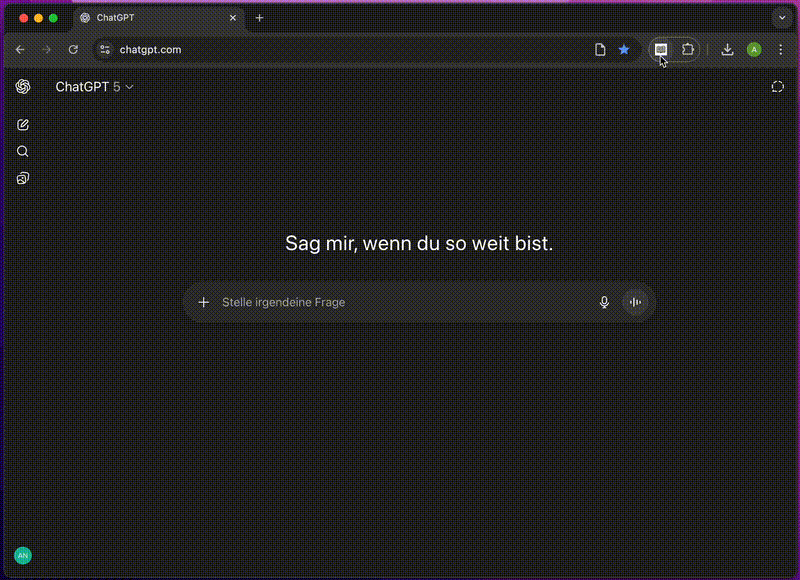 ChatGPT
chatgpt.com
A
ChatGPT 5
Sag mir, wenn du so weit bist.
Stelle irgendeine Frage
AN